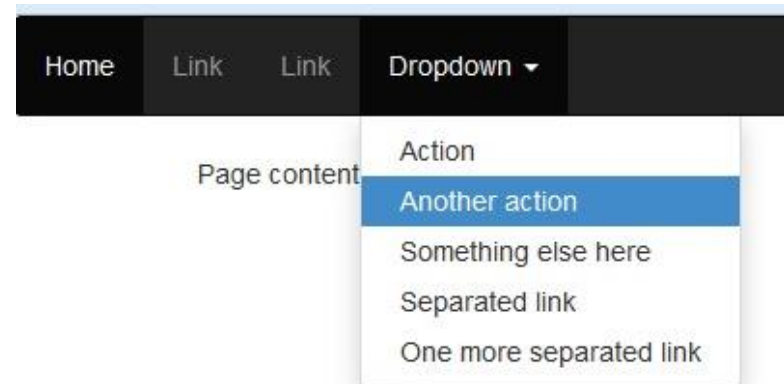 Home Link Link Dropdown
Action
Page content
Another action
Something else here
Separated link
One more separated link